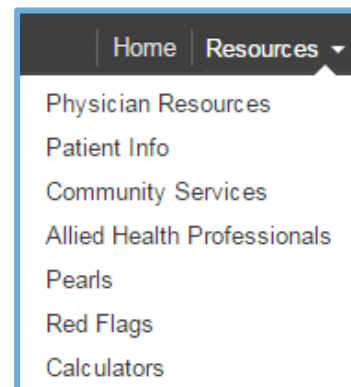 Home Resources
Physician Resources
Patient Info
Community Services
Allied Health Professionals
Pearls
Red Flags
Calculators